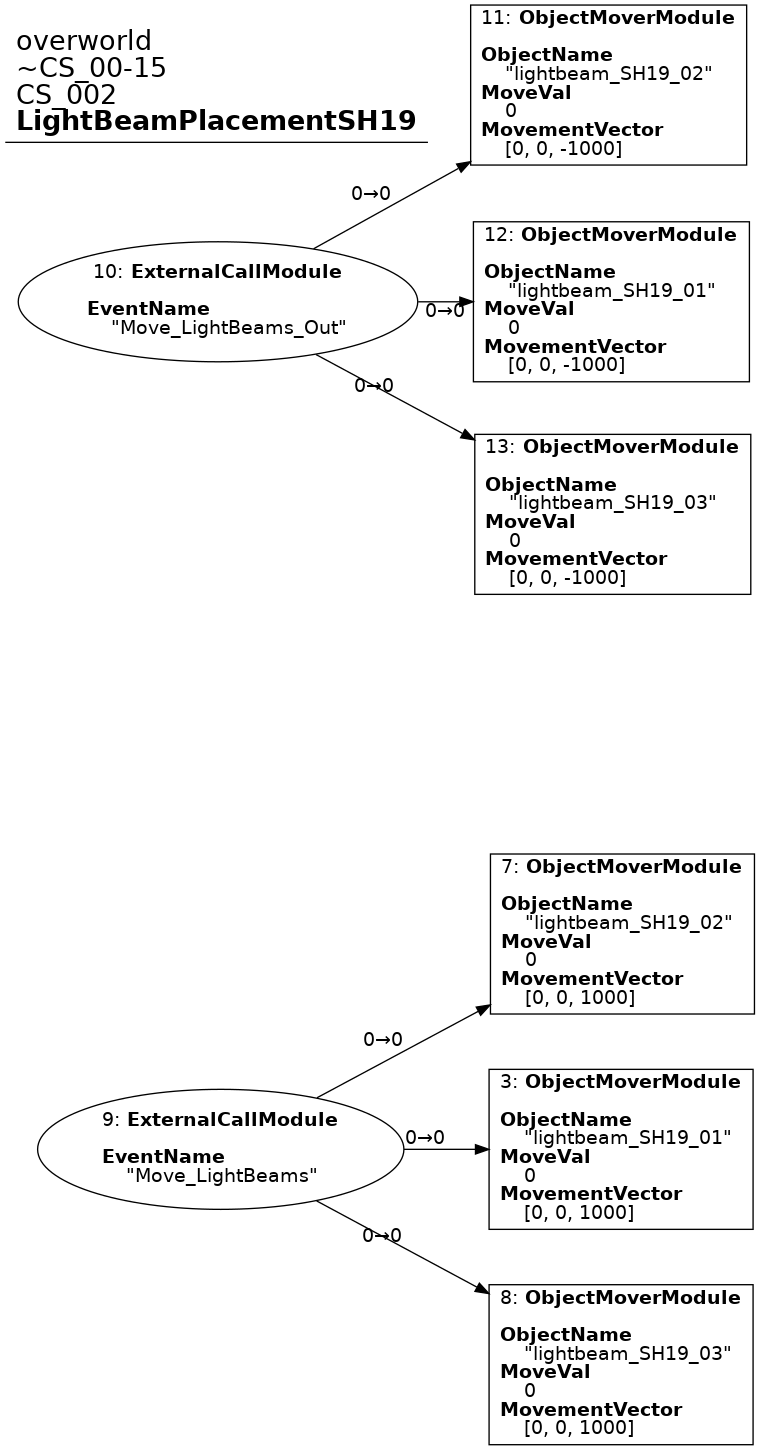 overworld
~CS_00-15
CS_002
LightBeamPlacementSH19
11: ObjectMoverModule
ObjectName
"lightbeam_SH19_02"
MoveVal
0
MovementVector
[0, 0, -1000]
0→0
10: ExternalCallModule
EventName
"Move_LightBeams_Out"
0→0
12: ObjectMoverModule
ObjectName
"lightbeam_SH19_01"
MoveVal
0
MovementVector
[0, 0, -1000]
0→0
13: ObjectMoverModule
ObjectName
"lightbeam_SH19_03"
MoveVal
0
MovementVector
[0, 0, -1000]
7: ObjectMoverModule
ObjectName
"lightbeam_SH19_02"
MoveVal
0
MovementVector
[0, 0, 1000]
0→0
9: ExternalCallModule
EventName
"Move_LightBeams"
0→0
3: ObjectMoverModule
ObjectName
"lightbeam_SH19_01"
MoveVal
0
MovementVector
[0, 0, 1000]
0→0
8: ObjectMoverModule
ObjectName
"lightbeam_SH19_03"
MoveVal
0
MovementVector
[0, 0, 1000]